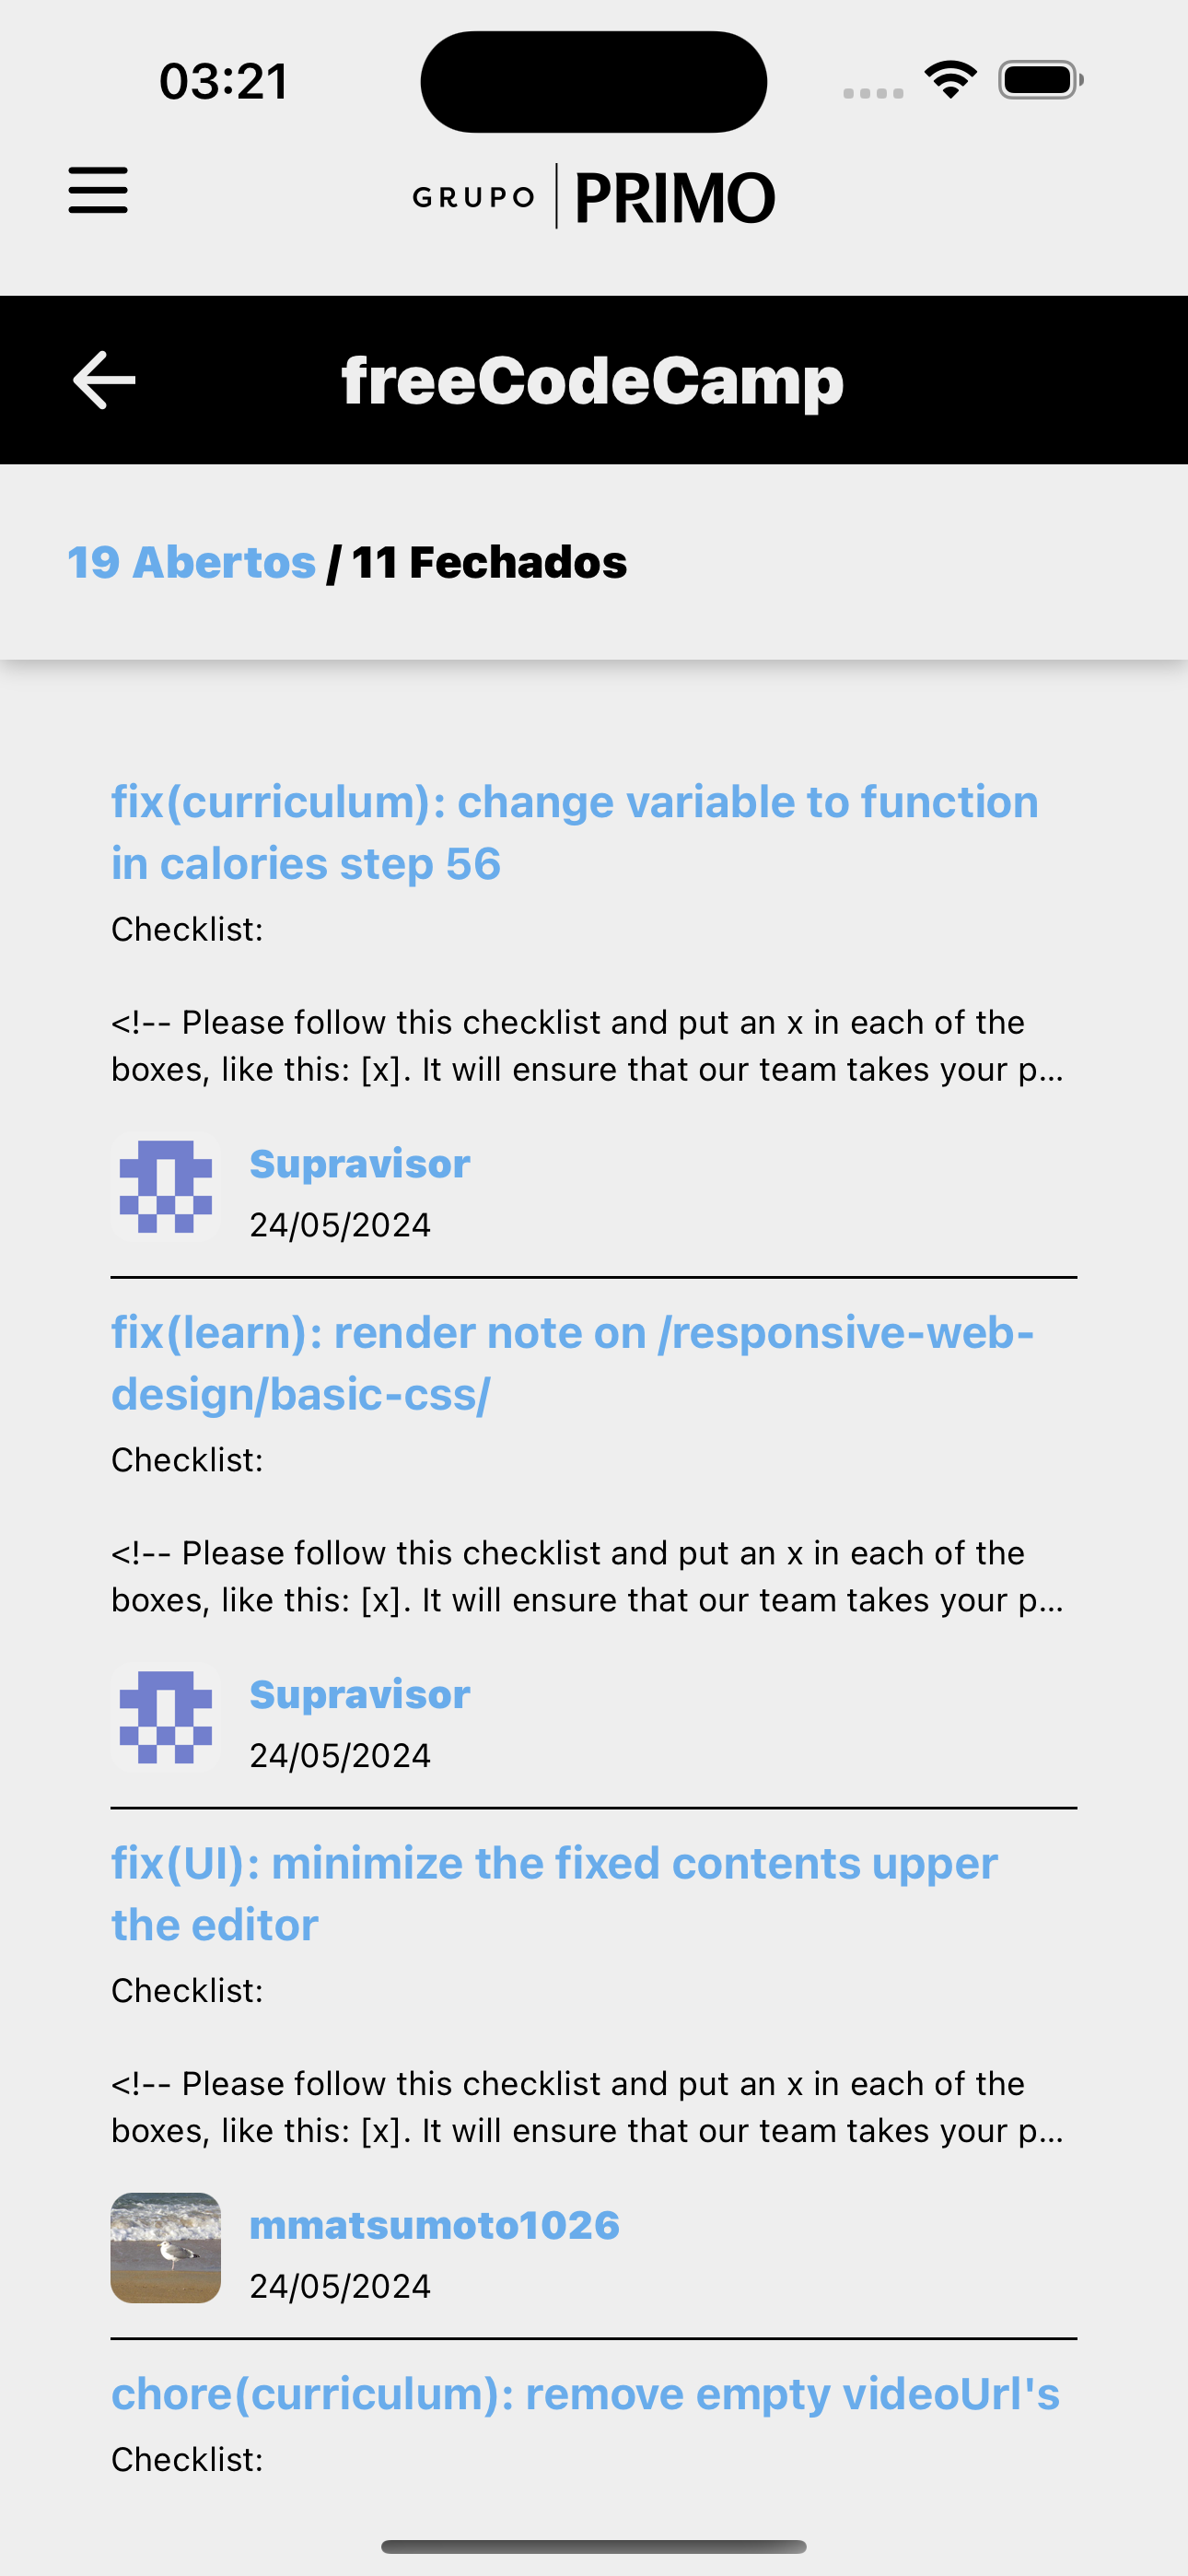 03:21
GRUPO | PRIMO
freeCodeCamp
19 Abertos / 11 Fechados
fix(curriculum): change variable to function
in calories step 56
Checklist:
<!-- Please follow this checklist and put an x in each of the
boxes, like this: [x]. It will ensure that our team takes your p...
Supravisor
24/05/2024
fix(learn): render note on /responsive-web-
design/basic-css/
Checklist:
<!-- Please follow this checklist and put an x in each of the
boxes, like this: [x]. It will ensure that our team takes your p...
Supravisor
24/05/2024
fix(UI): minimize the fixed contents upper
the editor
Checklist:
<!-- Please follow this checklist and put an x in each of the
boxes, like this: [x]. It will ensure that our team takes your p...
mmatsumoto1026
24/05/2024
chore(curriculum): remove empty videoUrl's
Checklist: